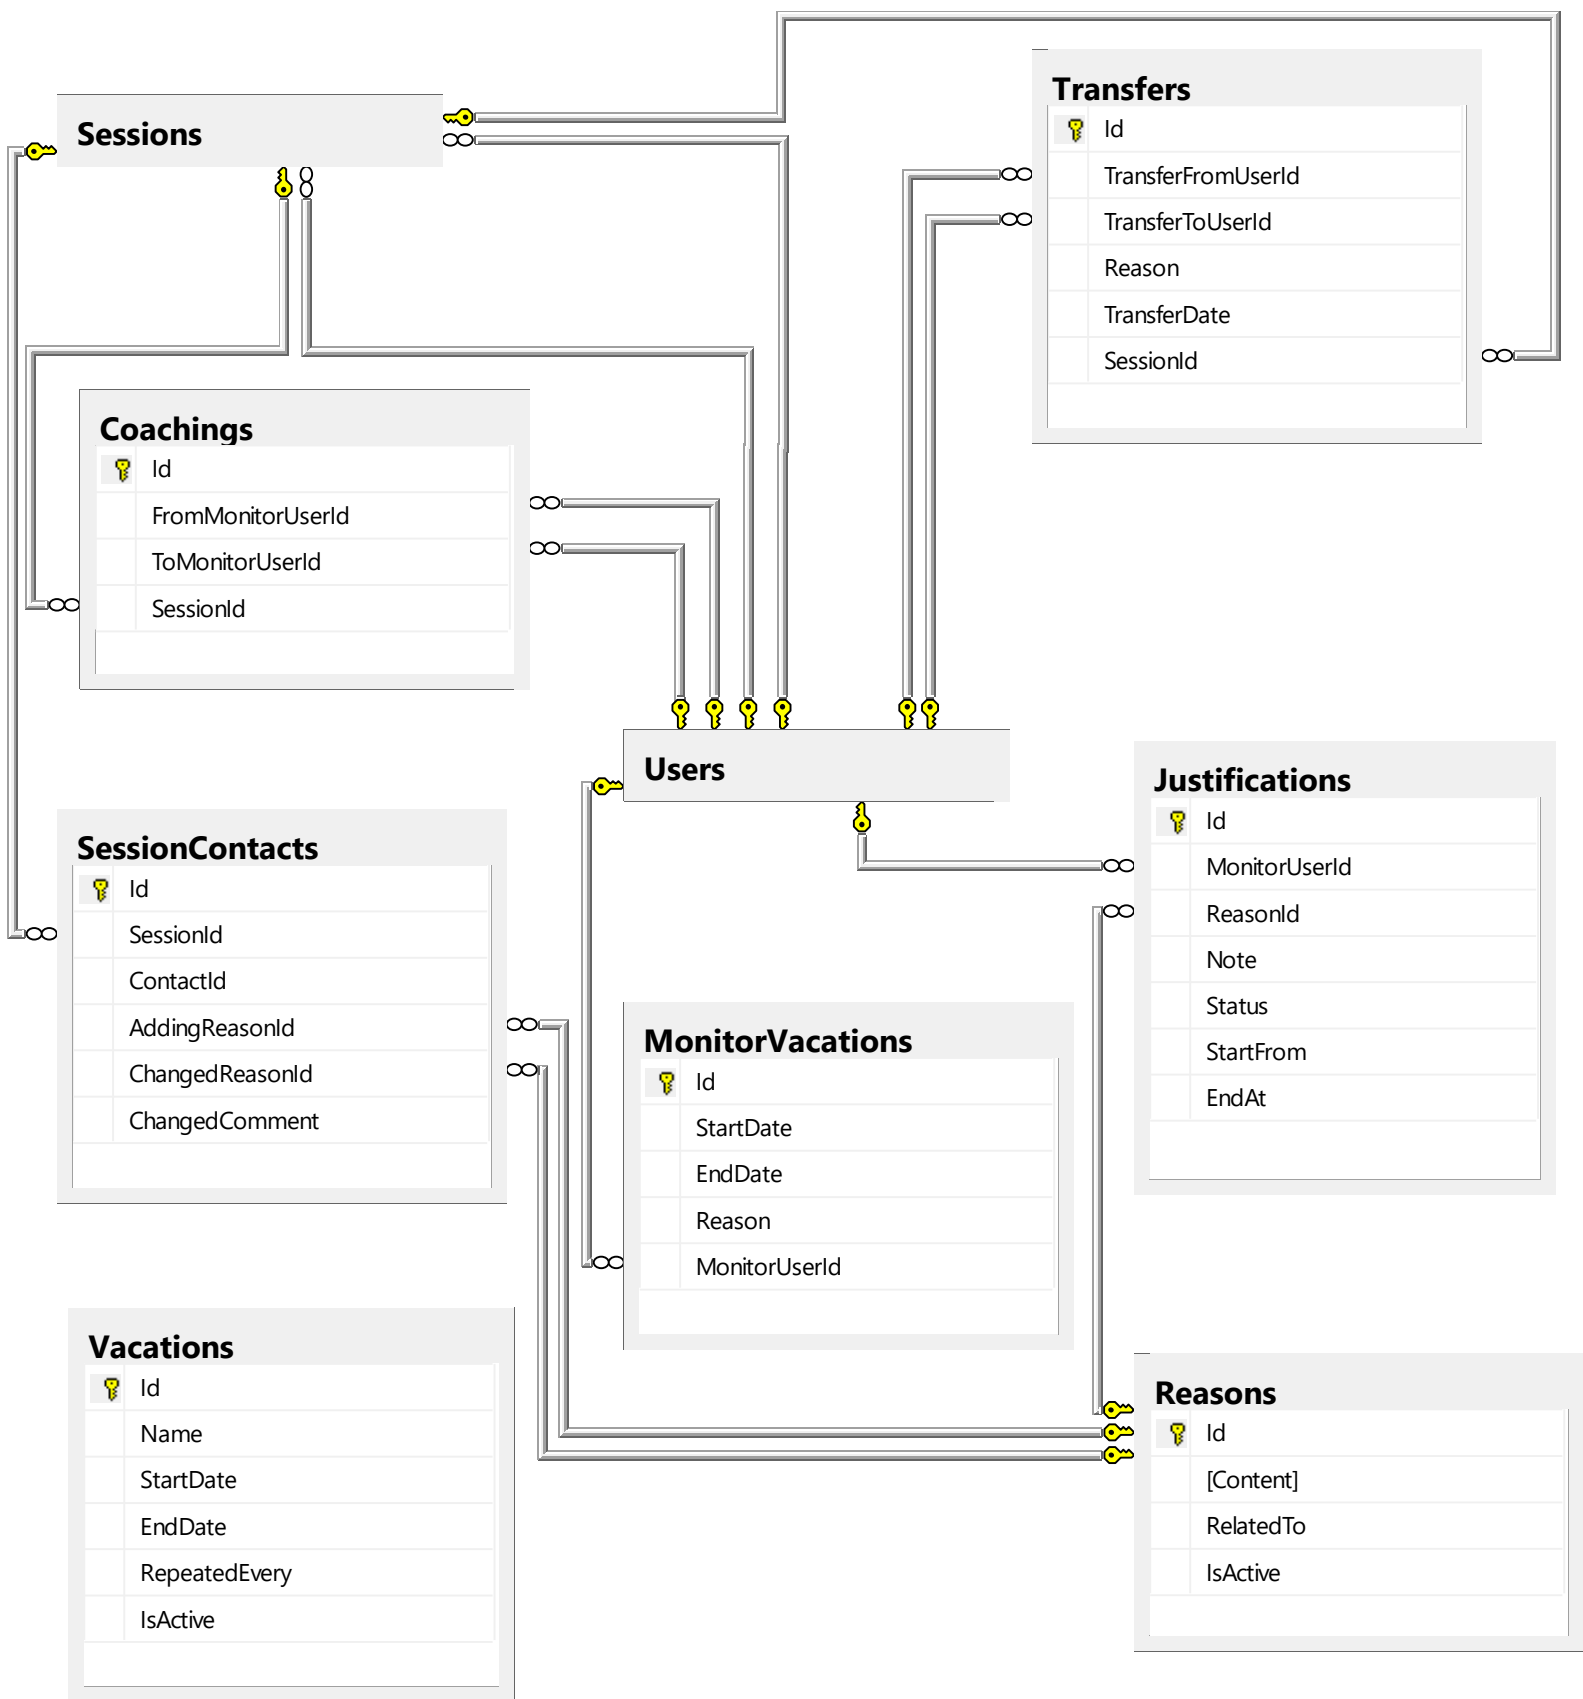 Sessions
Transfers
Id
TransferFromUserId
TransferToUserId
Reason
TransferDate
SessionId
Coachings
Id
FromMonitorUserId
ToMonitorUserId
SessionId
Users
Justifications
Id
MonitorUserId
ReasonId
Note
Status
StartFrom
EndAt
SessionContacts
Id
SessionId
ContactId
AddingReasonId
ChangedReasonId
ChangedComment
MonitorVacations
Id
StartDate
EndDate
Reason
MonitorUserId
Vacations
Id
Name
StartDate
EndDate
RepeatedEvery
IsActive
Reasons
Id
[Content]
RelatedTo
IsActive